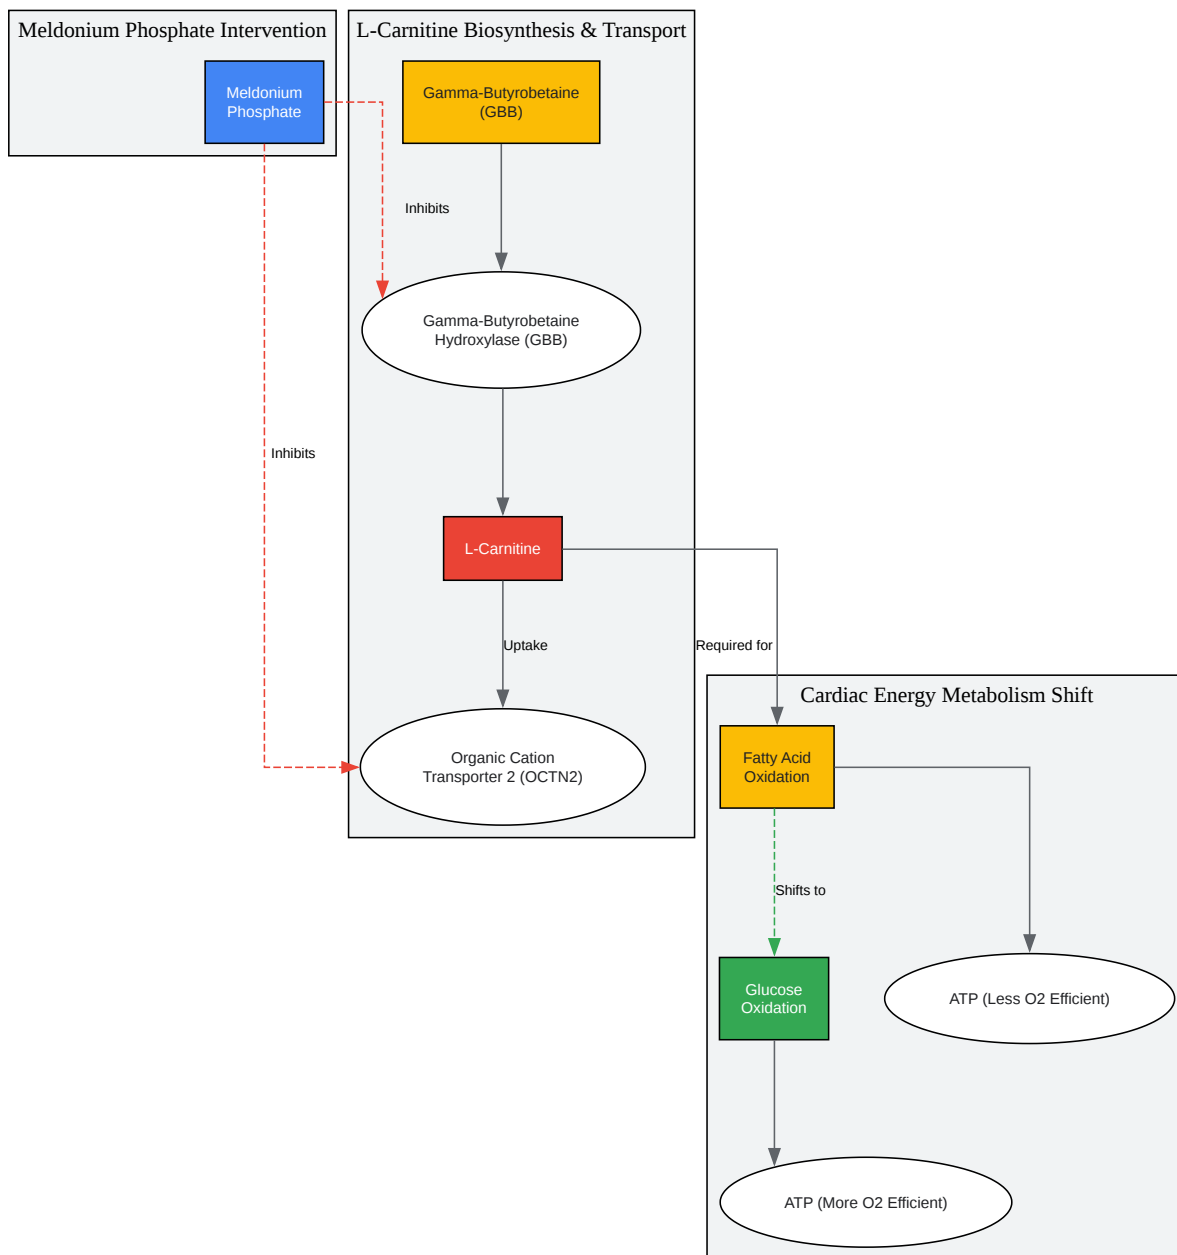 Meldonium Phosphate Intervention
Meldonium
Phosphate
L-Carnitine Biosynthesis & Transport
Gamma-Butyrobetaine
(GBB)
Inhibits
Gamma-Butyrobetaine
Hydroxylase (GBB)
Inhibits
L-Carnitine
Uptake
Required for
Organic Cation
Transporter 2 (OCTN2)
Cardiac Energy Metabolism Shift
Fatty Acid
Oxidation
Shifts to
Glucose
Oxidation
ATP (Less O2 Efficient)
ATP (More O2 Efficient)